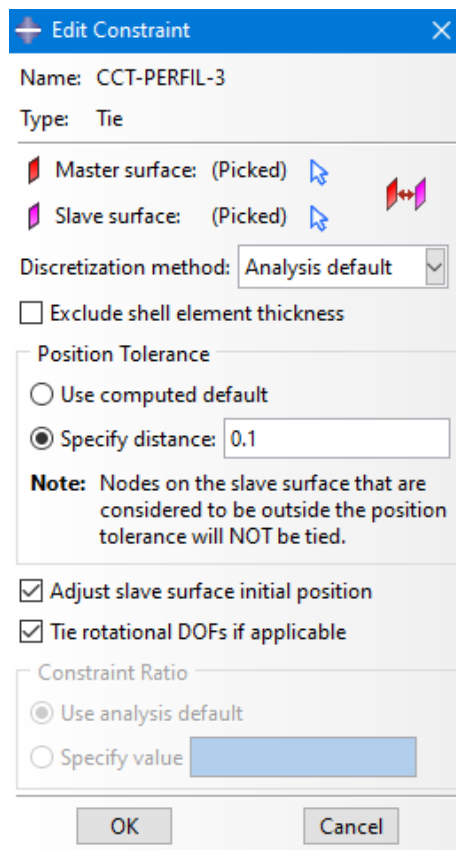 Edit Constraint
Name: CCT-PERFIL-3
Type: Tie
Master surface: (Picked)
Slave surface: (Picked)
Discretization method: Analysis default
Exclude shell element thickness
Position Tolerance
Use computed default
Specify distance: 0.1
Note: Nodes on the slave surface that are
considered to be outside the position
tolerance will NOT be tied.
Adjust slave surface initial position
Tie rotational DOFs if applicable
Constraint Ratio
Use analysis default
Specify value
OK Cancel